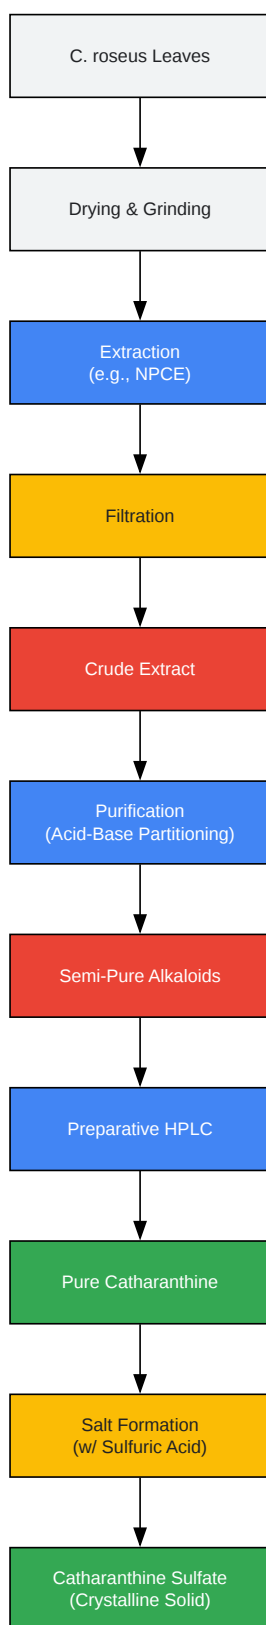 C. roseus Leaves
Drying & Grinding
Extraction
(e.g., NPCE)
Filtration
Crude Extract
Purification
(Acid-Base Partitioning)
Semi-Pure Alkaloids
Preparative HPLC
Pure Catharanthine
Salt Formation
(w/ Sulfuric Acid)
Catharanthine Sulfate
(Crystalline Solid)